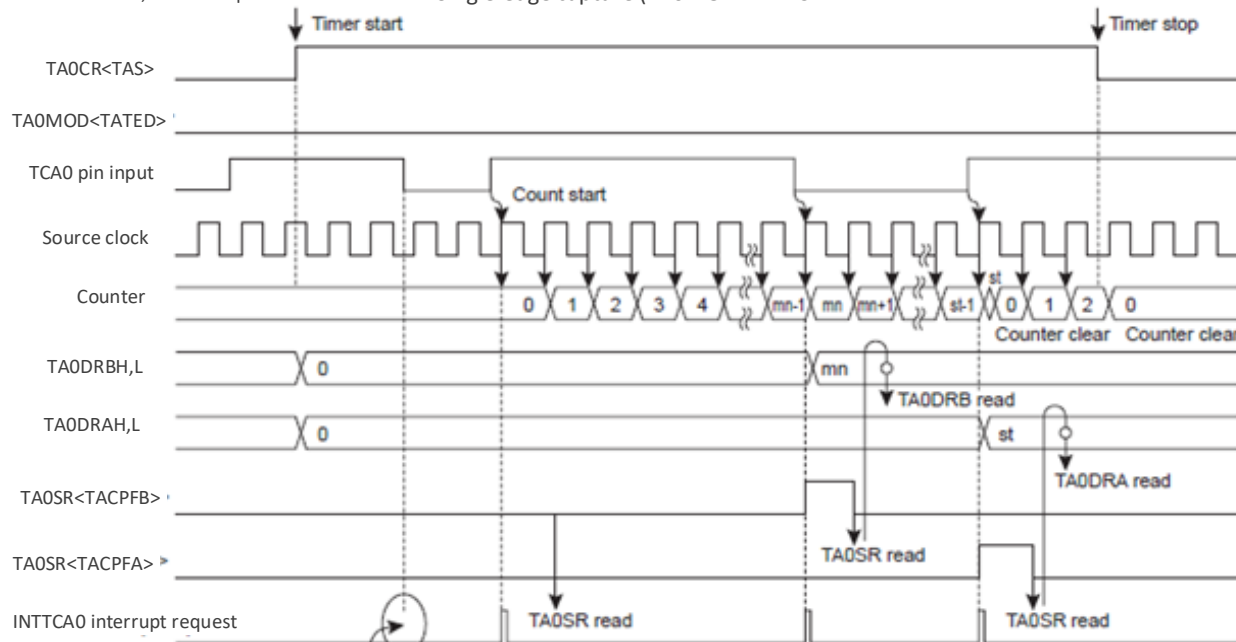 Timer start
Timer stop
TA0CR<TAS>
TA0MOD<TATED>
TCA0 pin input
Count start
Source clock
Counter
0 1 2 3 4 mn-1 mn mn+1 st-1 st 0 1 2 0
Counter clear Counter clear
TA0DRBH,L
0 mn
TA0DRB read
TA0DRAH,L
0 st
TA0DRA read
TA0SR<TACPFB>
TA0SR read
TA0SR<TACPFA>
INTTCA0 interrupt request
TA0SR read
TA0SR read